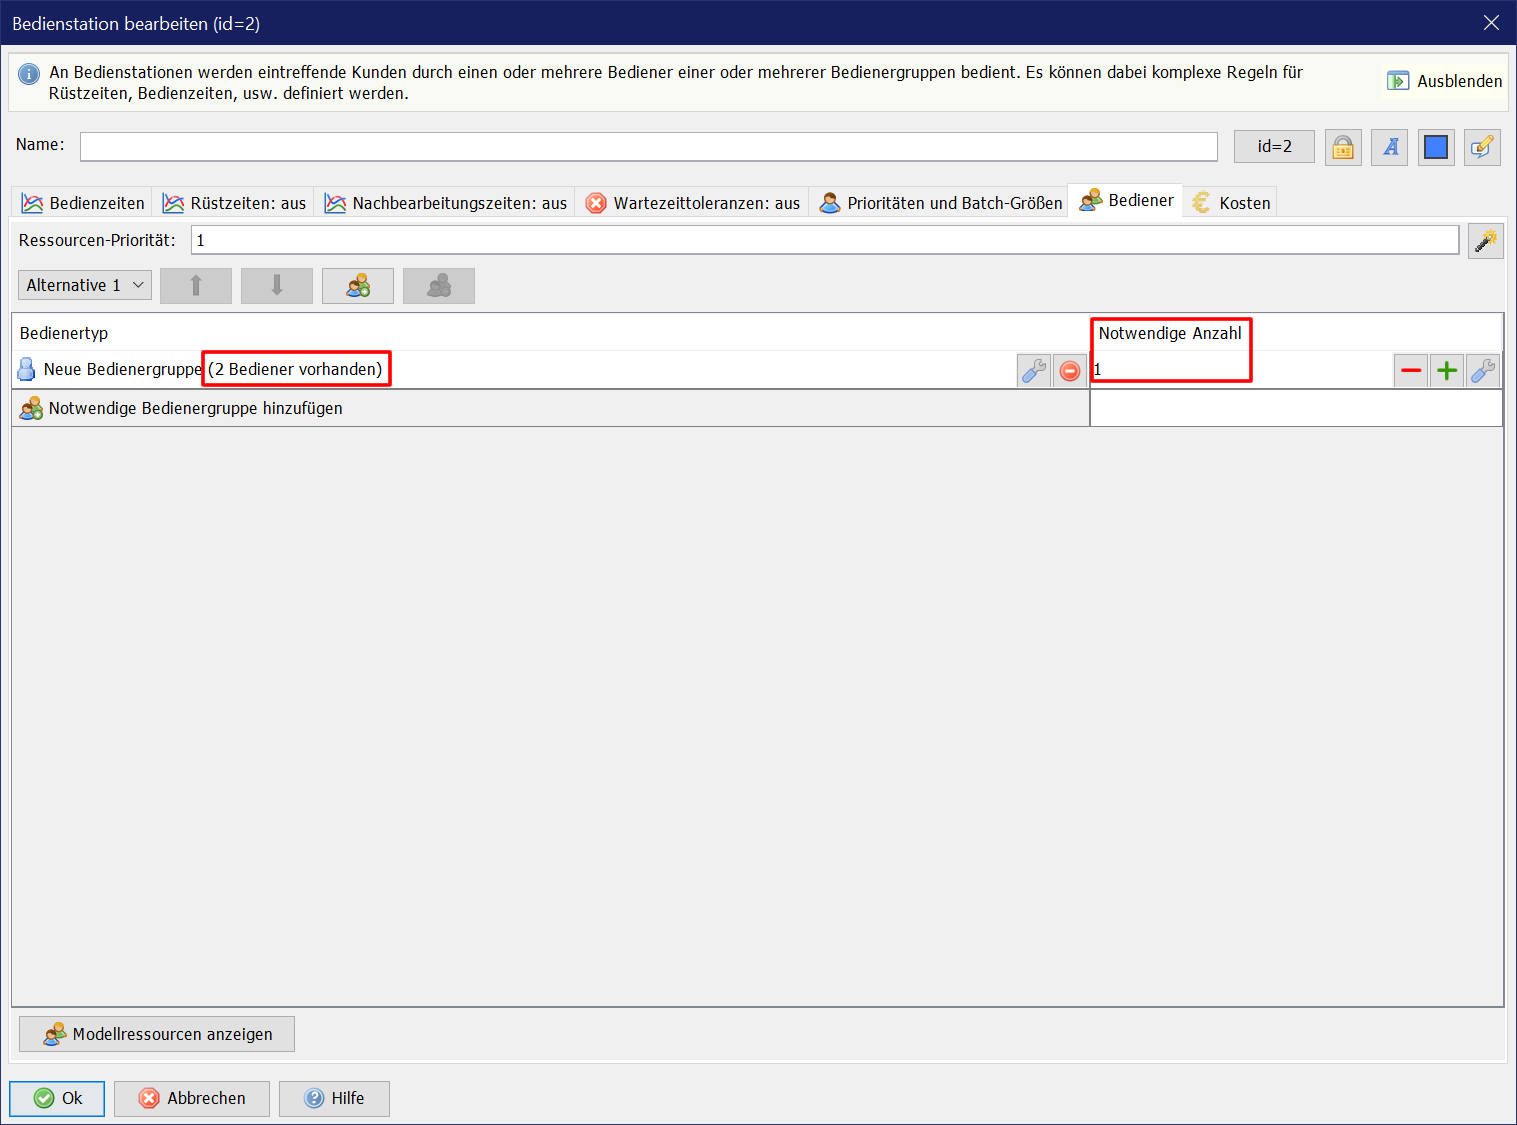 Bedienstation bearbeiten (id=2)
An Bedienstationen werden eintreffende Kunden durch einen oder mehrere Bediener einer oder mehrerer Bedienergruppen bedient. Es können dabei komplexe Regeln für
Rüstzeiten, Bedienzeiten, usw. definiert werden.
Ausblenden
Name:
id=2
A
Bedienzeiten
Rüstzeiten: aus
Nachbearbeitungszeiten: aus
Wartezeittoleranzen: aus
Prioritäten und Batch-Größen
Bediener
€ Kosten
Ressourcen-Priorität: 1
Alternative 1
Bedienertyp
Notwendige Anzahl
Neue Bedienergruppe (2 Bediener vorhanden)
1
Notwendige Bedienergruppe hinzufügen
Modellressourcen anzeigen
Ok
Abbrechen
Hilfe